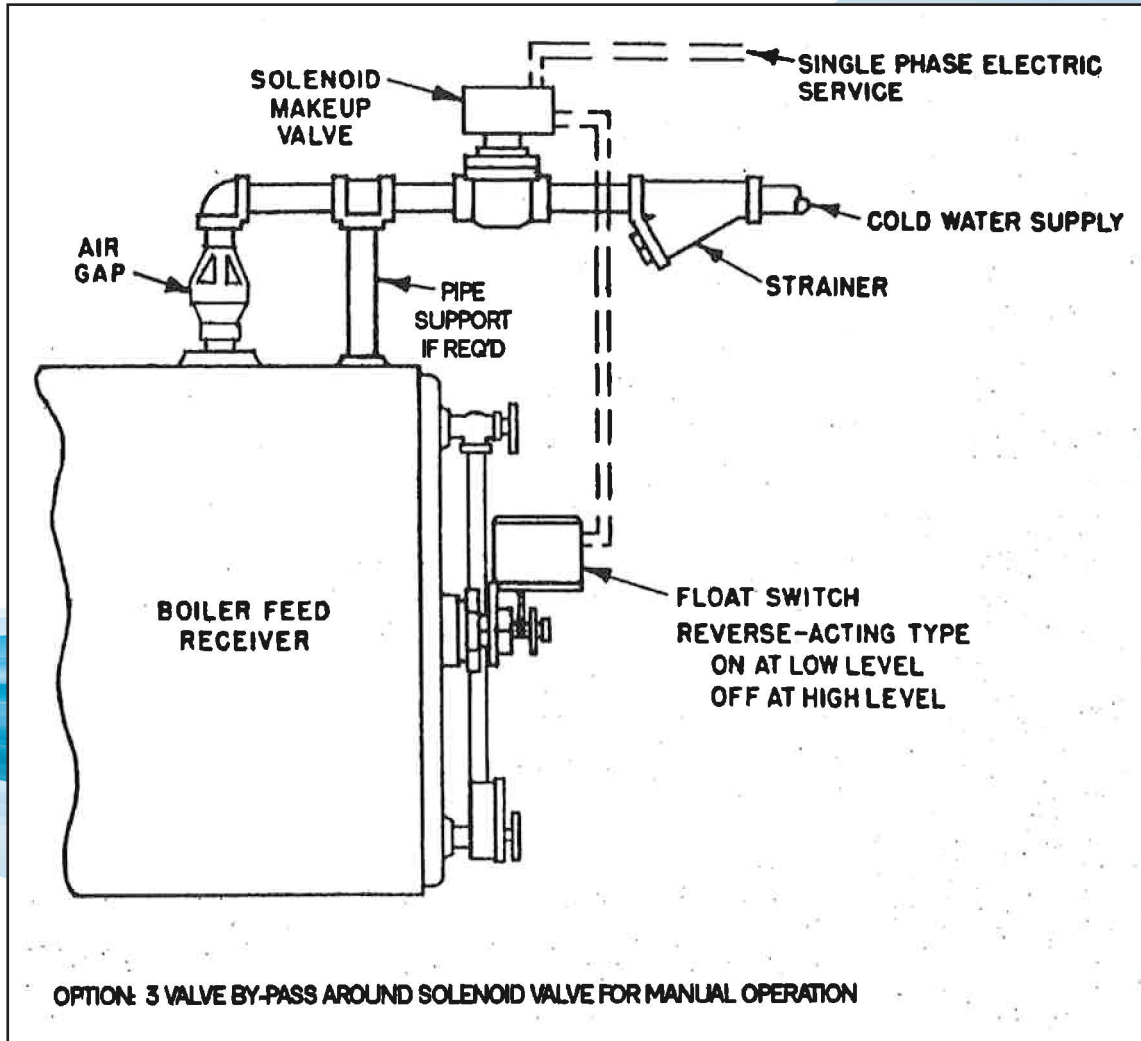 SINGLE PHASE ELECTRIC
SERVICE
SOLENOID
MAKEUP
VALVE
COLD WATER SUPPLY
AIR
GAP
STRAINER
PIPE
SUPPORT
IF REQ'D
BOILER FEED
RECEIVER
FLOAT SWITCH
REVERSE-ACTING TYPE
ON AT LOW LEVEL
OFF AT HIGH LEVEL
OPTION: 3 VALVE BY-PASS AROUND SOLENOID VALVE FOR MANUAL OPERATION